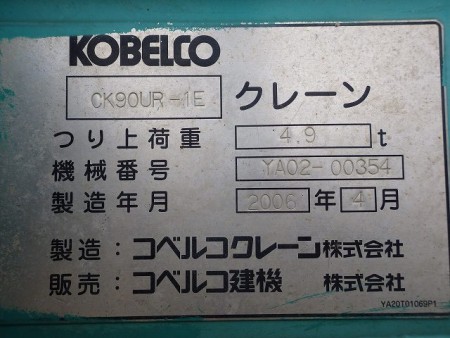 KOBELCO
CK90UR-1E クレーン
つり上荷重 4.9 t
機械番号 YA02-00354
製造年月 2006 年 4 月
製造：コベルコクレーン株式会社
販売：コベルコ建機 株式会社
YA20T01069P1